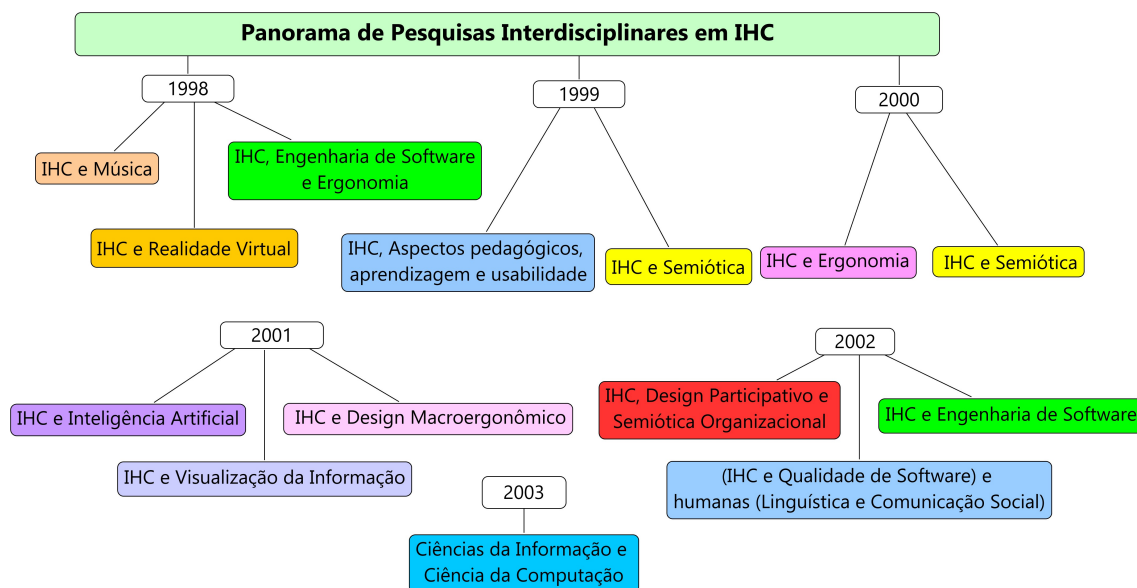 Panorama de Pesquisas Interdisciplinares em IHC
1998
1999
2000
IHC e Música
IHC, Engenharia de Software
e Ergonomia
IHC e Realidade Virtual
IHC, Aspectos pedagógicos,
aprendizagem e usabilidade
IHC e Semiótica
IHC e Ergonomia
IHC e Semiótica
2001
2002
IHC e Inteligência Artificial
IHC e Design Macroergonômico
IHC e Visualização da Informação
IHC, Design Participativo e
Semiótica Organizacional
IHC e Engenharia de Software
(IHC e Qualidade de Software) e
humanas (Linguística e Comunicação Social)
2003
Ciências da Informação e
Ciência da Computação